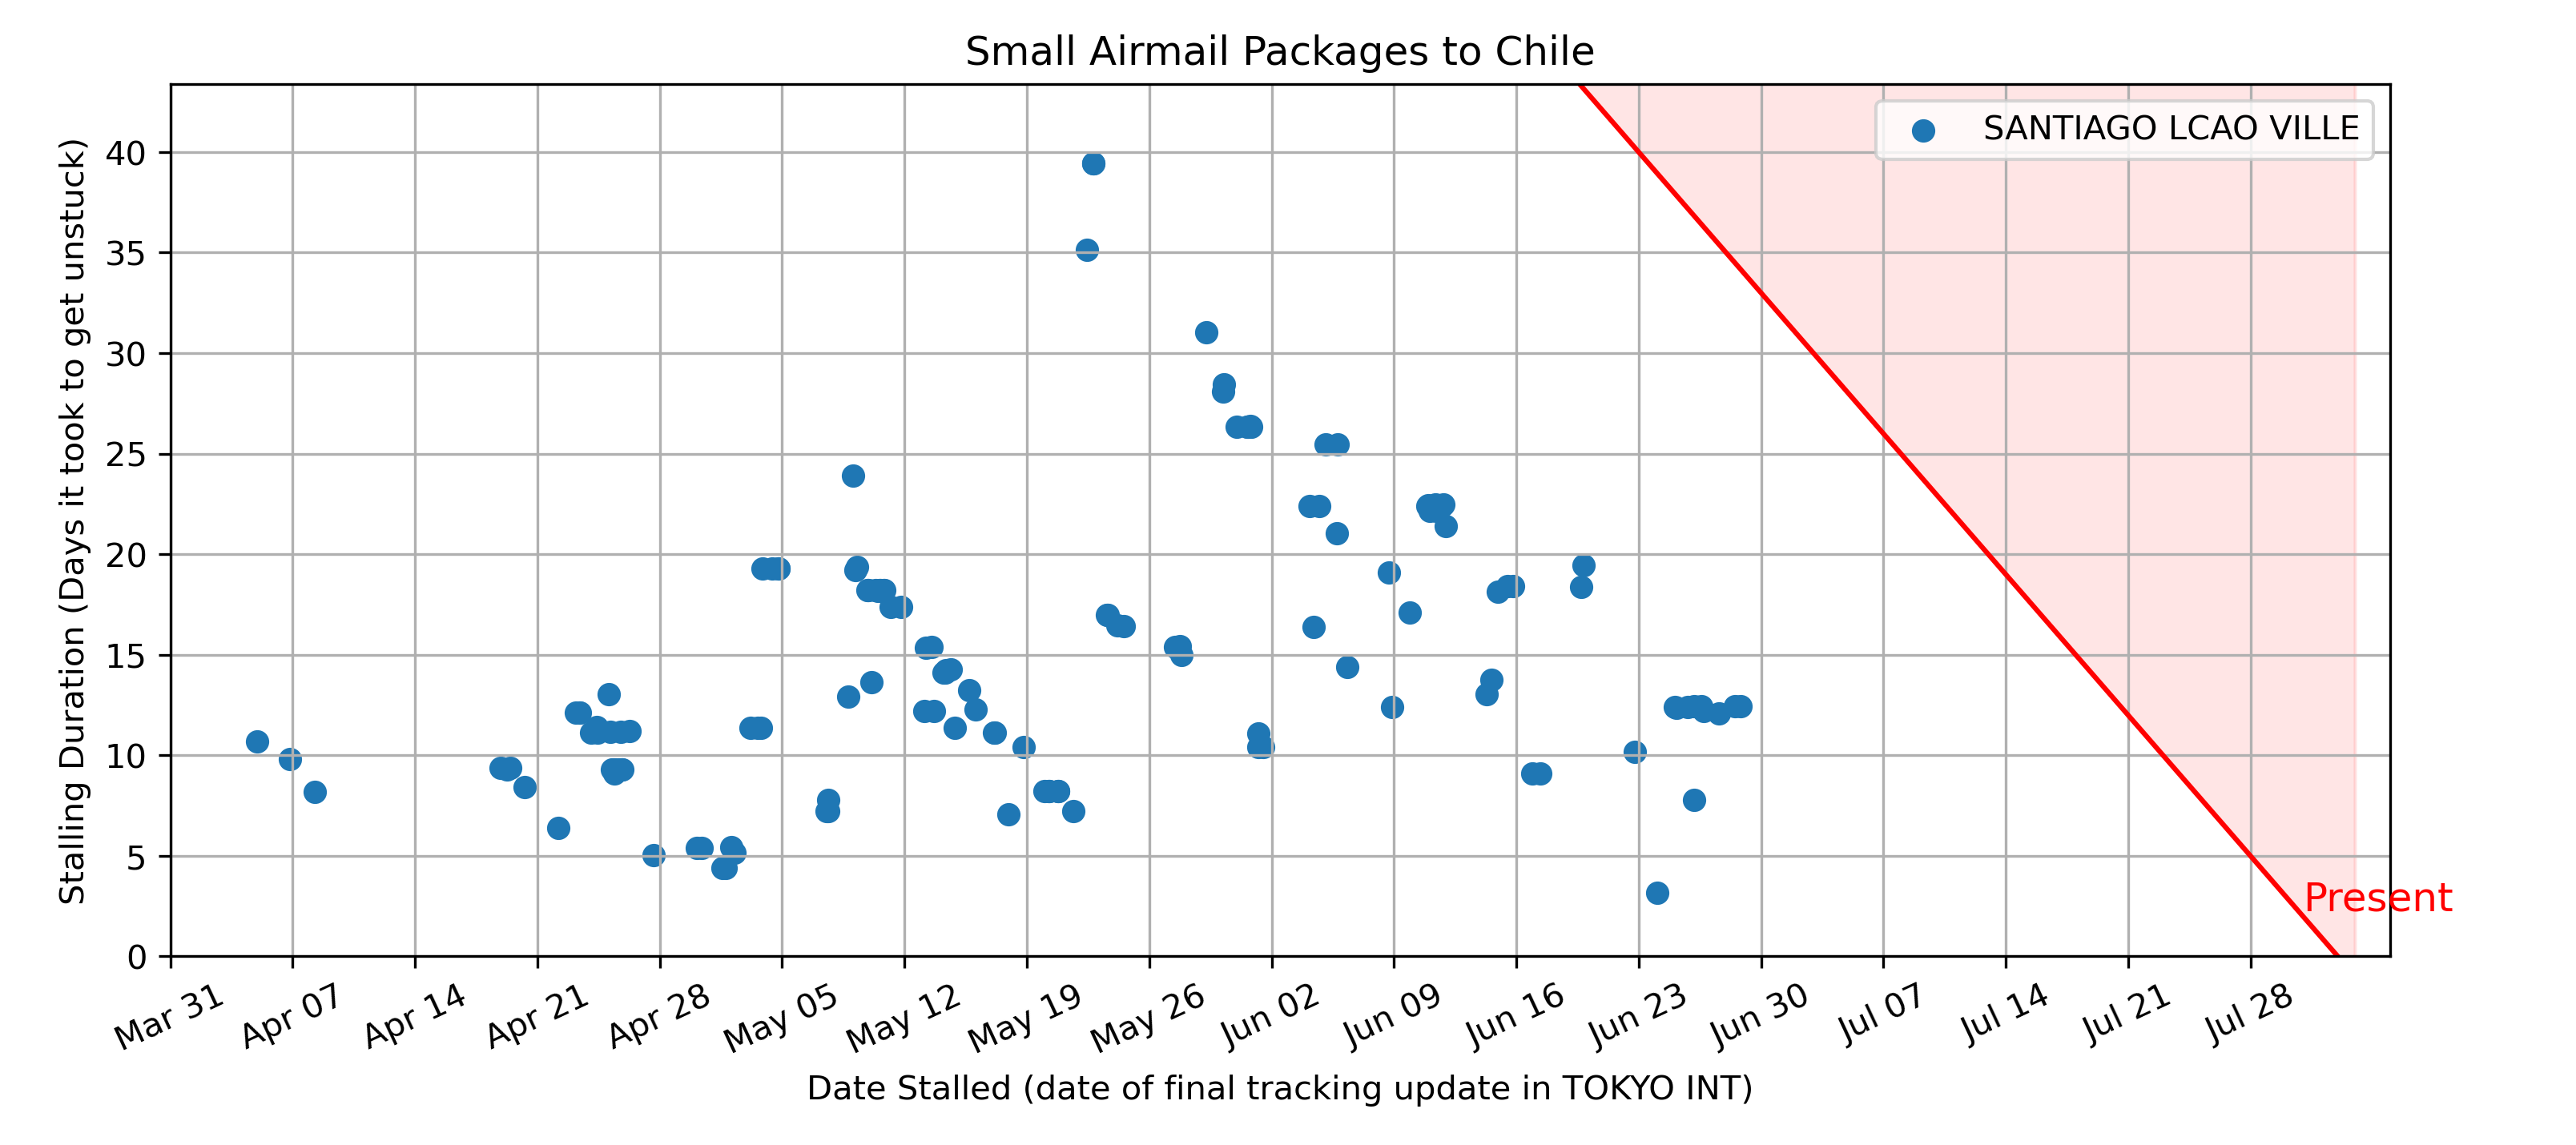 Small Airmail Packages to Chile
SANTIAGO LCAO VILLE
Stalling Duration (Days it took to get unstuck)
40
35
30
25
20
15
10
5
0
Present
Mar 31
Apr 07
Apr 14
Apr 21
Apr 28
May 05
May 12
May 19
May 26
Jun 02
Jun 09
Jun 16
Jun 23
Jun 30
Jul 07
Jul 14
Jul 21
Jul 28
Date Stalled (date of final tracking update in TOKYO INT)